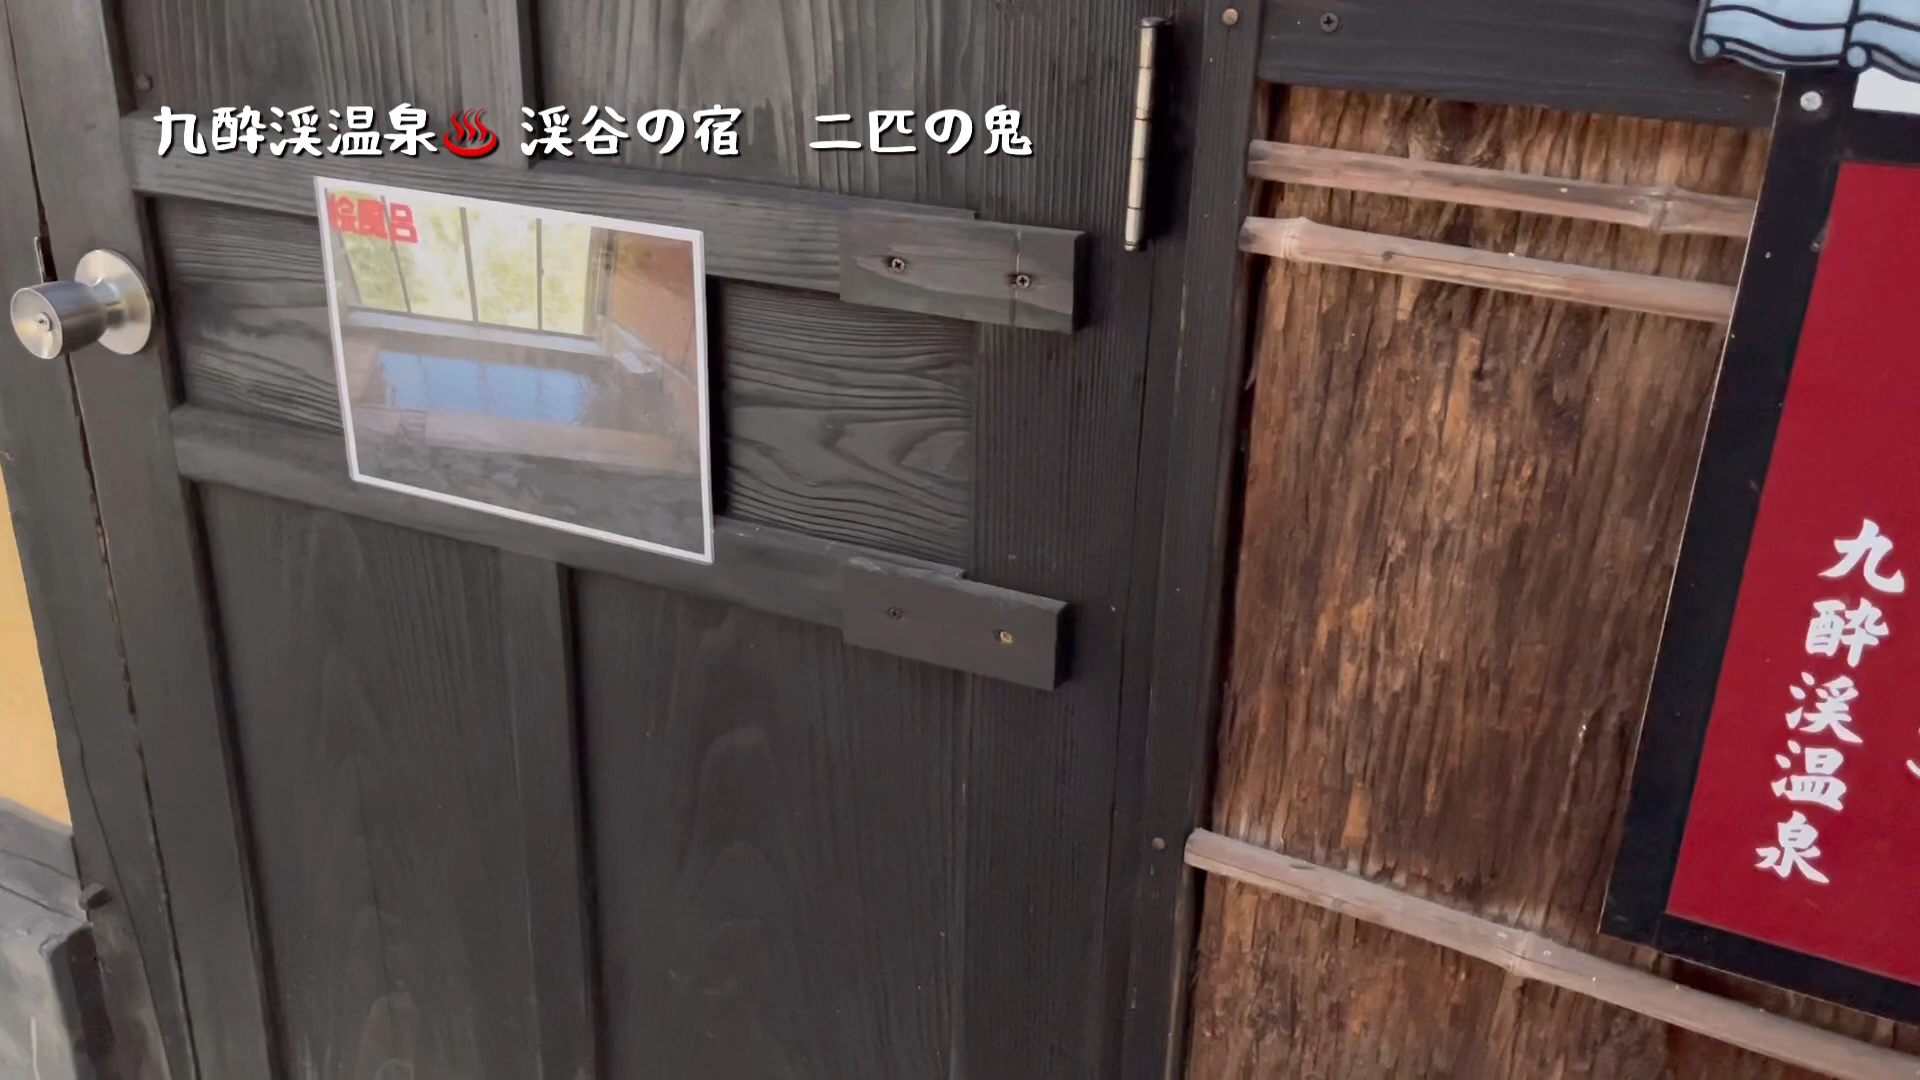 九酔渓温泉♨ 渓谷の宿　二匹の鬼
桧風呂
九酔渓温泉